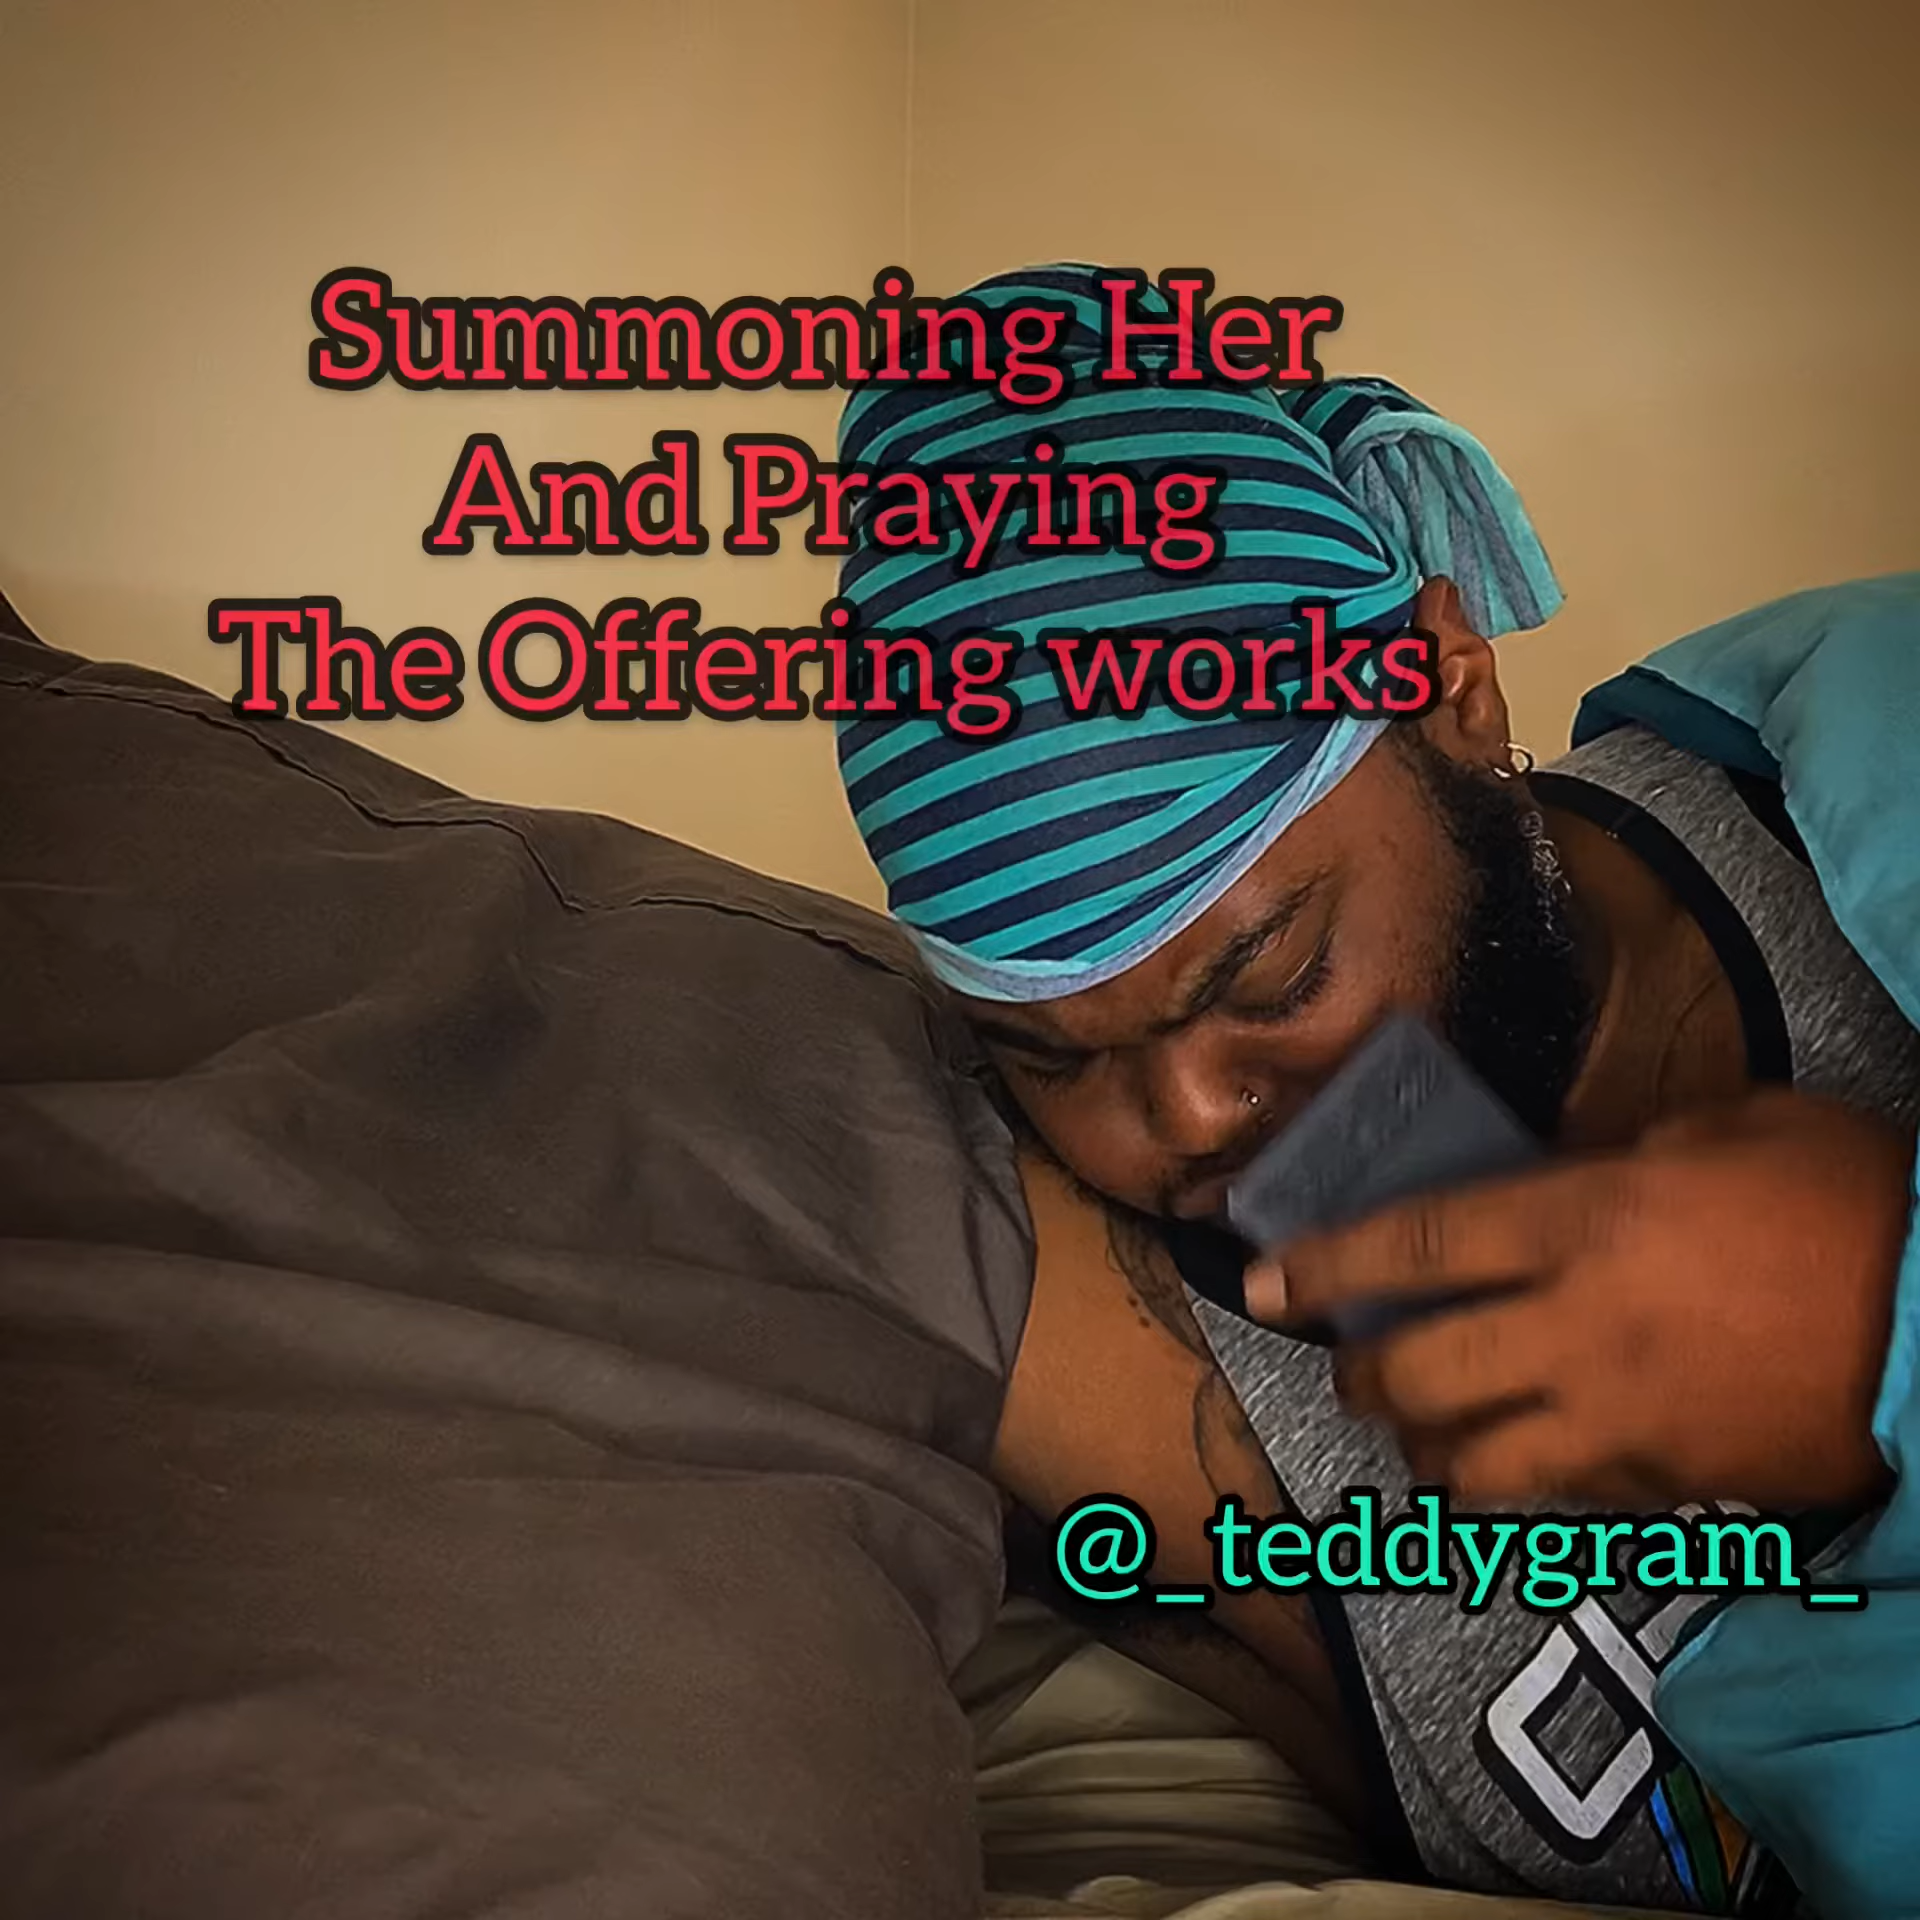 Summoning Her
And Praying
The Offering works
@_teddygram_